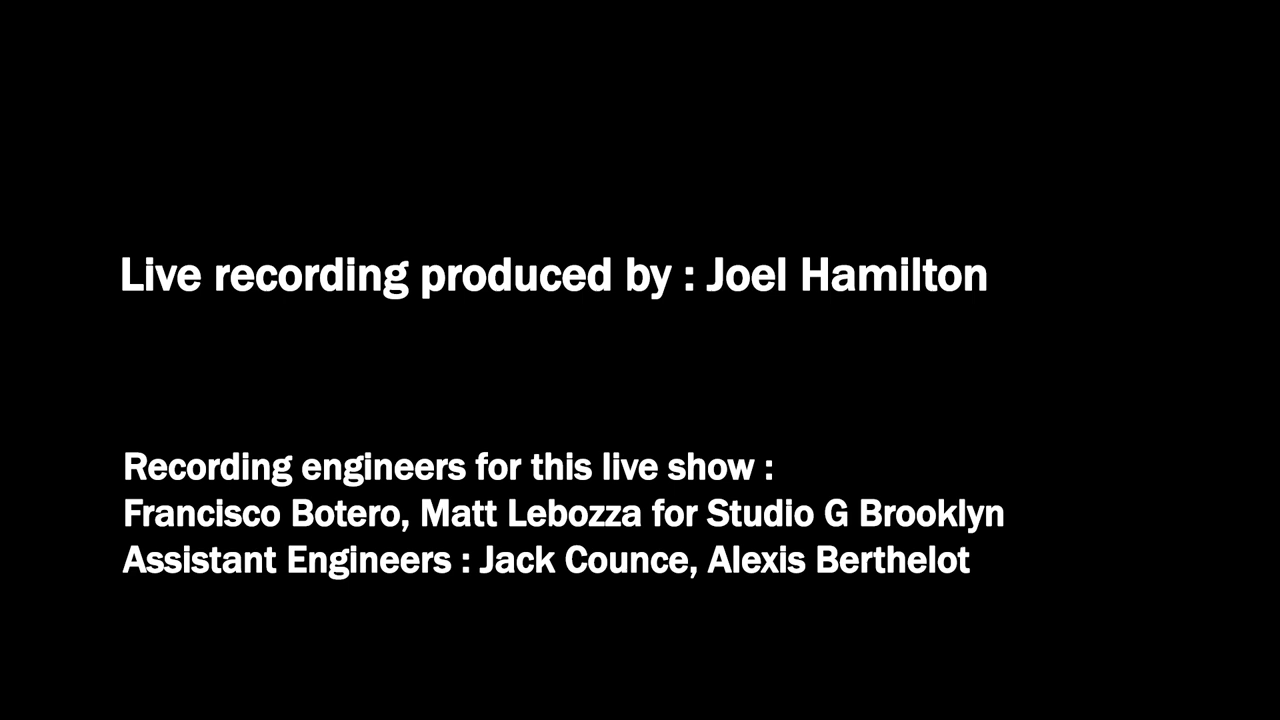 Live recording produced by : Joel Hamilton
Recording engineers for this live show :
Francisco Botero, Matt Lebozza for Studio G Brooklyn
Assistant Engineers : Jack Counce, Alexis Berthelot